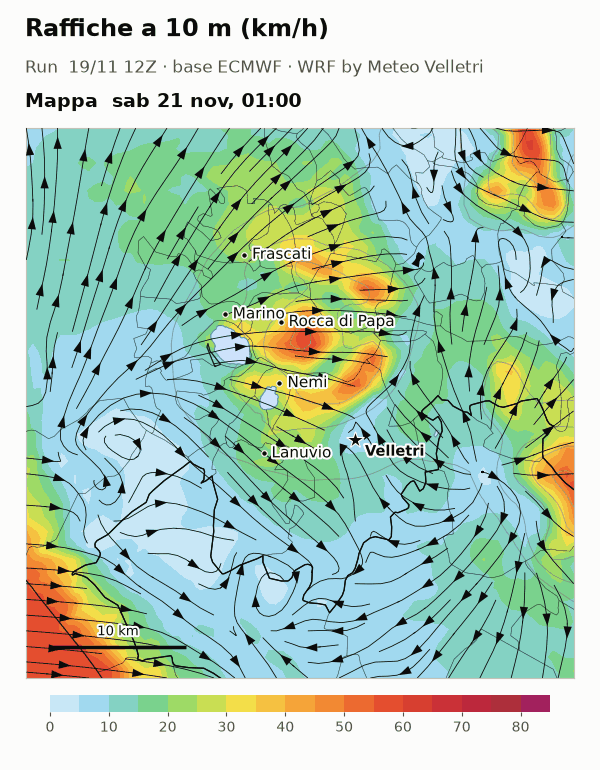 Raffiche a 10 m (km/h)
Run 19/11 12Z · base ECMWF · WRF by Meteo Velletri
Mappa sab 21 nov, 01:00
Frascati
Marino
Rocca di Papa
Nemi
Velletri
Lanuvio
10 km
0 10 20 30 40 50 60 70 80